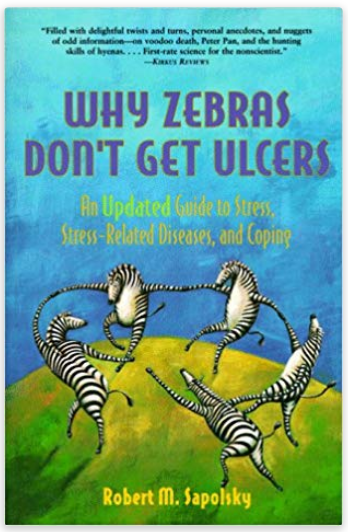 "Filled with delightful twists and turns, personal anecdotes, and nuggets
of odd information—on voodoo death, Peter Pan, and the hunting
skills of hyenas. . . . First-rate science for the nonscientist."
—KIRKUS REVIEWS
WHY ZEBRAS
DON'T GET ULCERS
An Updated Guide to Stress,
Stress-Related Diseases, and Coping
Robert M. Sapolsky